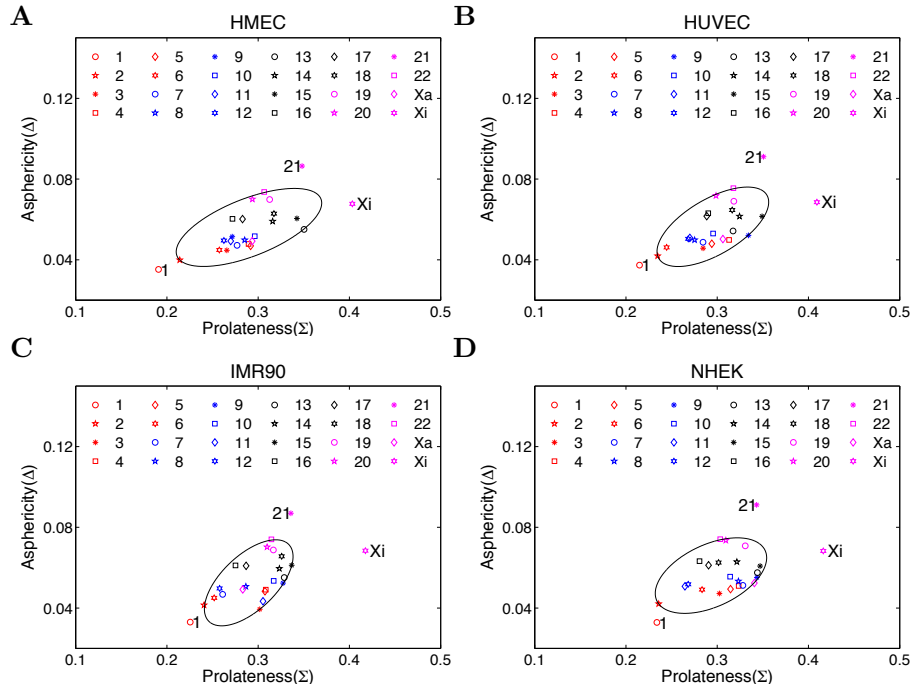 A
HMEC
1 5 9 13 17 21
2 6 10 14 18 22
3 7 11 15 19 Xa
4 8 12 16 20 Xi
0.12
0.08
0.04
21
Xi
1
0.1 0.2 0.3 0.4 0.5
Asphericity(Δ)
Prolateness(Σ)
B
HUVEC
1 5 9 13 17 21
2 6 10 14 18 22
3 7 11 15 19 Xa
4 8 12 16 20 Xi
0.12
0.08
0.04
21
Xi
1
0.1 0.2 0.3 0.4 0.5
Asphericity(Δ)
Prolateness(Σ)
C
IMR90
1 5 9 13 17 21
2 6 10 14 18 22
3 7 11 15 19 Xa
4 8 12 16 20 Xi
0.12
0.08
0.04
21
Xi
1
0.1 0.2 0.3 0.4 0.5
Asphericity(Δ)
Prolateness(Σ)
D
NHEK
1 5 9 13 17 21
2 6 10 14 18 22
3 7 11 15 19 Xa
4 8 12 16 20 Xi
0.12
0.08
0.04
21
Xi
1
0.1 0.2 0.3 0.4 0.5
Asphericity(Δ)
Prolateness(Σ)